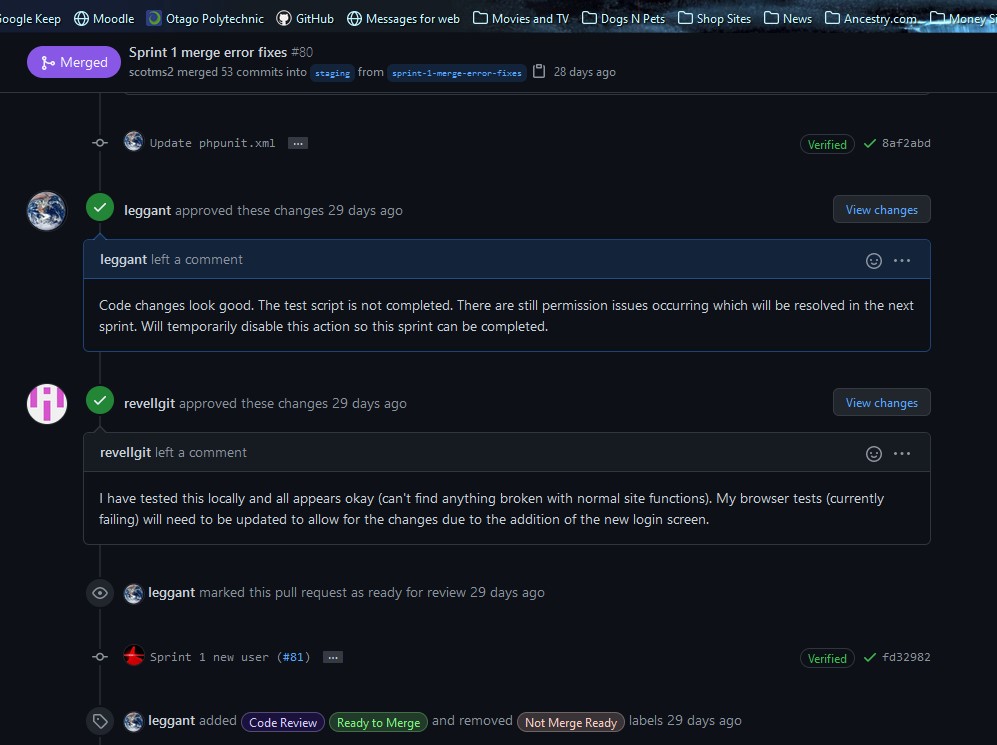 oogle Keep Moodle Otago Polytechnic GitHub Messages for web Movies and TV Dogs N Pets Shop Sites News Ancestry.com Money Si
Merged Sprint 1 merge error fixes #80
scotms2 merged 53 commits into staging from sprint-1-merge-error-fixes 28 days ago
Update phpunit.xml ... Verified 8af2abd
leggant approved these changes 29 days ago View changes
leggant left a comment
Code changes look good. The test script is not completed. There are still permission issues occurring which will be resolved in the next
sprint. Will temporarily disable this action so this sprint can be completed.
revellgit approved these changes 29 days ago View changes
revellgit left a comment
I have tested this locally and all appears okay (can't find anything broken with normal site functions). My browser tests (currently
failing) will need to be updated to allow for the changes due to the addition of the new login screen.
leggant marked this pull request as ready for review 29 days ago
Sprint 1 new user (#81) ... Verified fd32982
leggant added Code Review Ready to Merge and removed Not Merge Ready labels 29 days ago